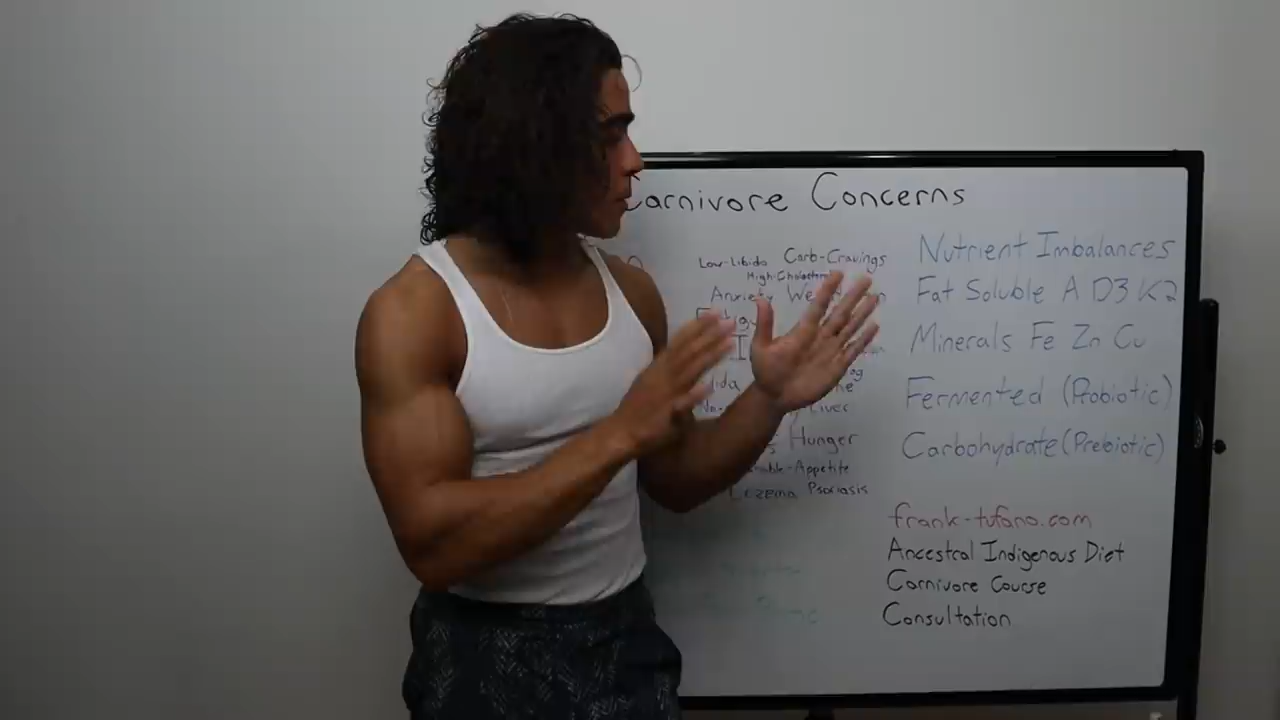 Carnivore Concerns
Low-Libido Carb-Cravings
Anxiety
Hunger
Appetite
Eczema Psoriasis
Nutrient Imbalances
Fat Soluble A D3 K2
Minerals Fe Zn Cu
Fermented (Probiotic)
Carbohydrate (Prebiotic)
frank-tufano.com
Ancestral Indigenous Diet
Carnivore Course
Consultation